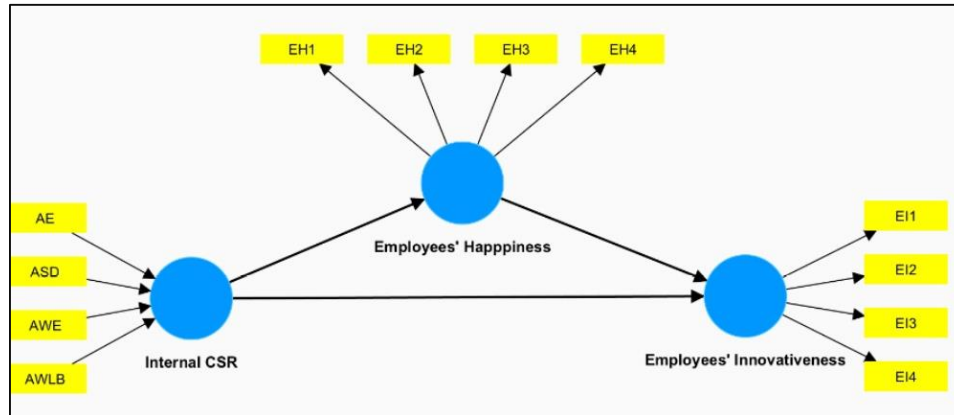 EH1
EH2
EH3
EH4
Employees' Happpiness
AE
ASD
AWE
AWLB
Internal CSR
EI1
EI2
EI3
EI4
Employees' Innovativeness